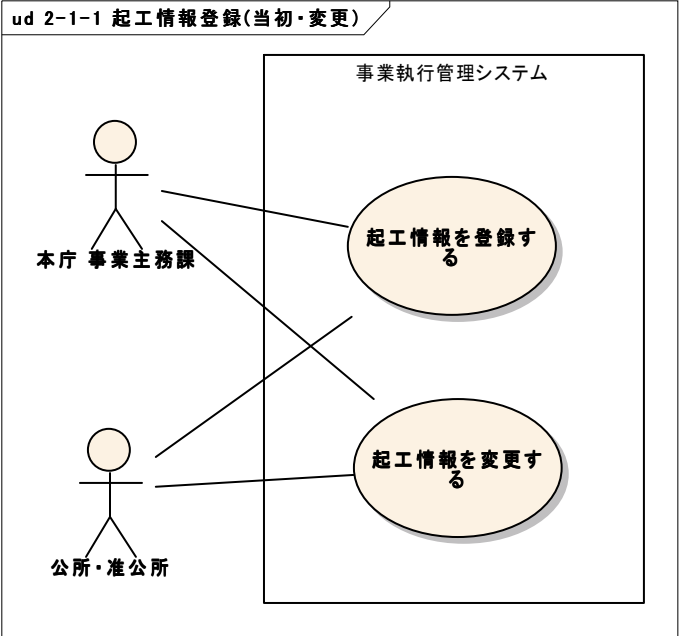 ud 2-1-1 起工情報登録(当初・変更)
事業執行管理システム
起工情報を登録す
る
本庁 事業主務課
起工情報を変更す
る
公所・准公所